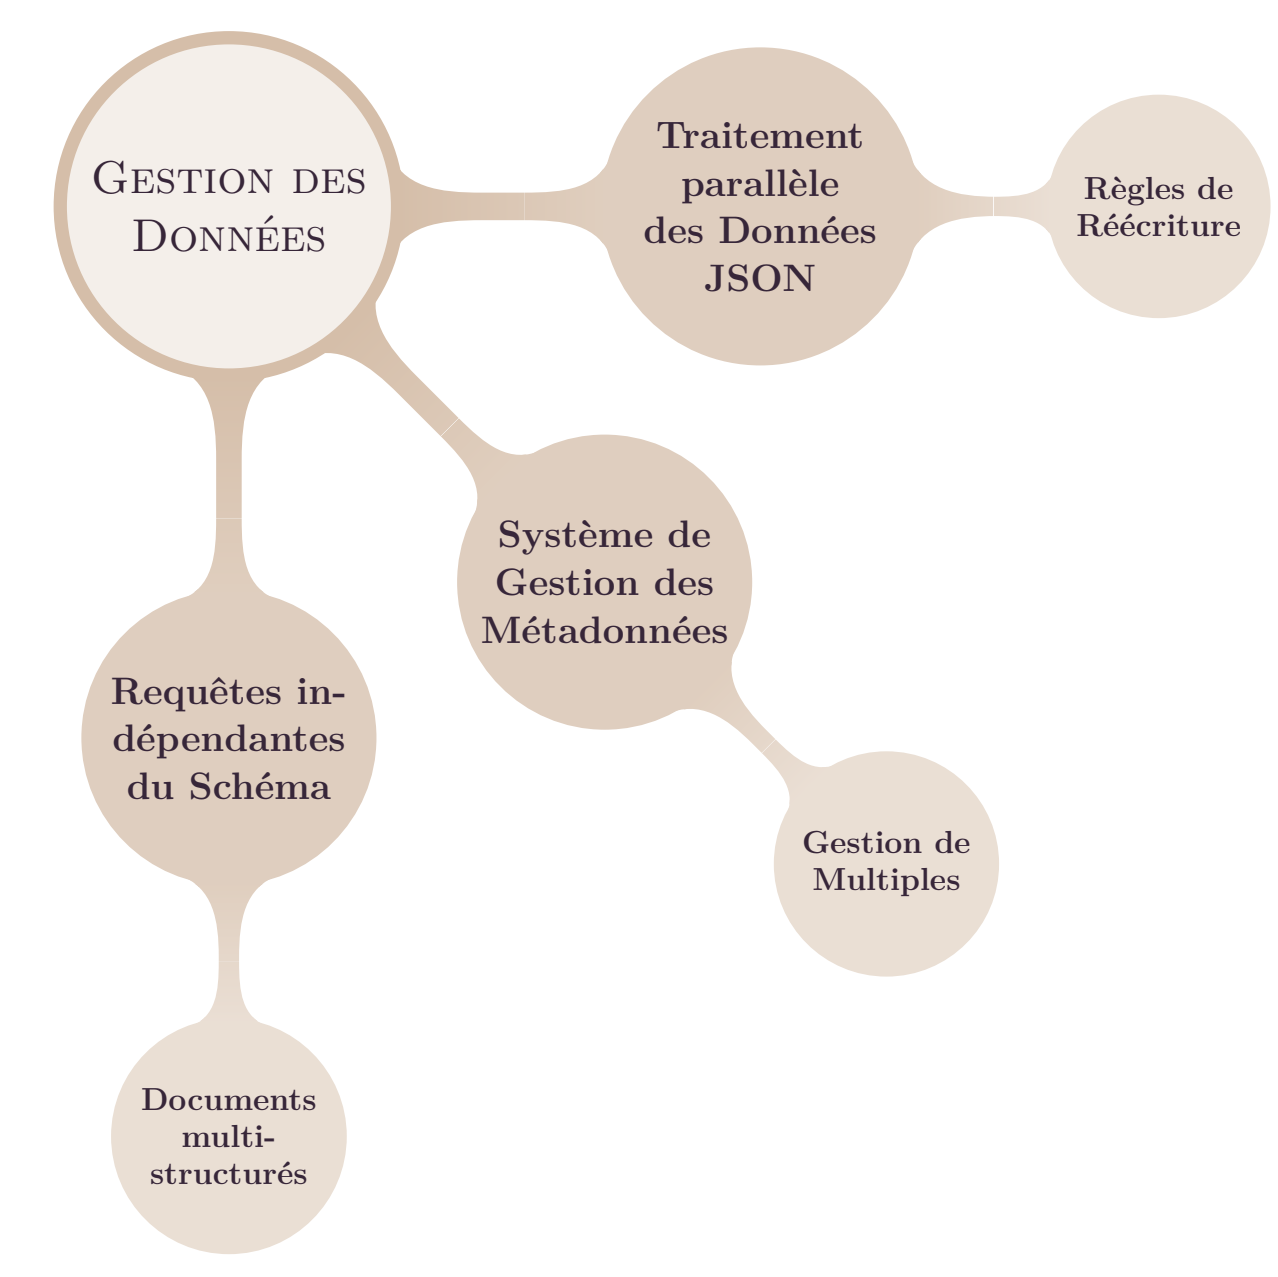 Gestion des
Données
Traitement
parallèle
des Données
JSON
Règles de
Réécriture
Système de
Gestion des
Métadonnées
Requêtes in-
dépendantes
du Schéma
Gestion de
Multiples
Documents
multi-
structurés